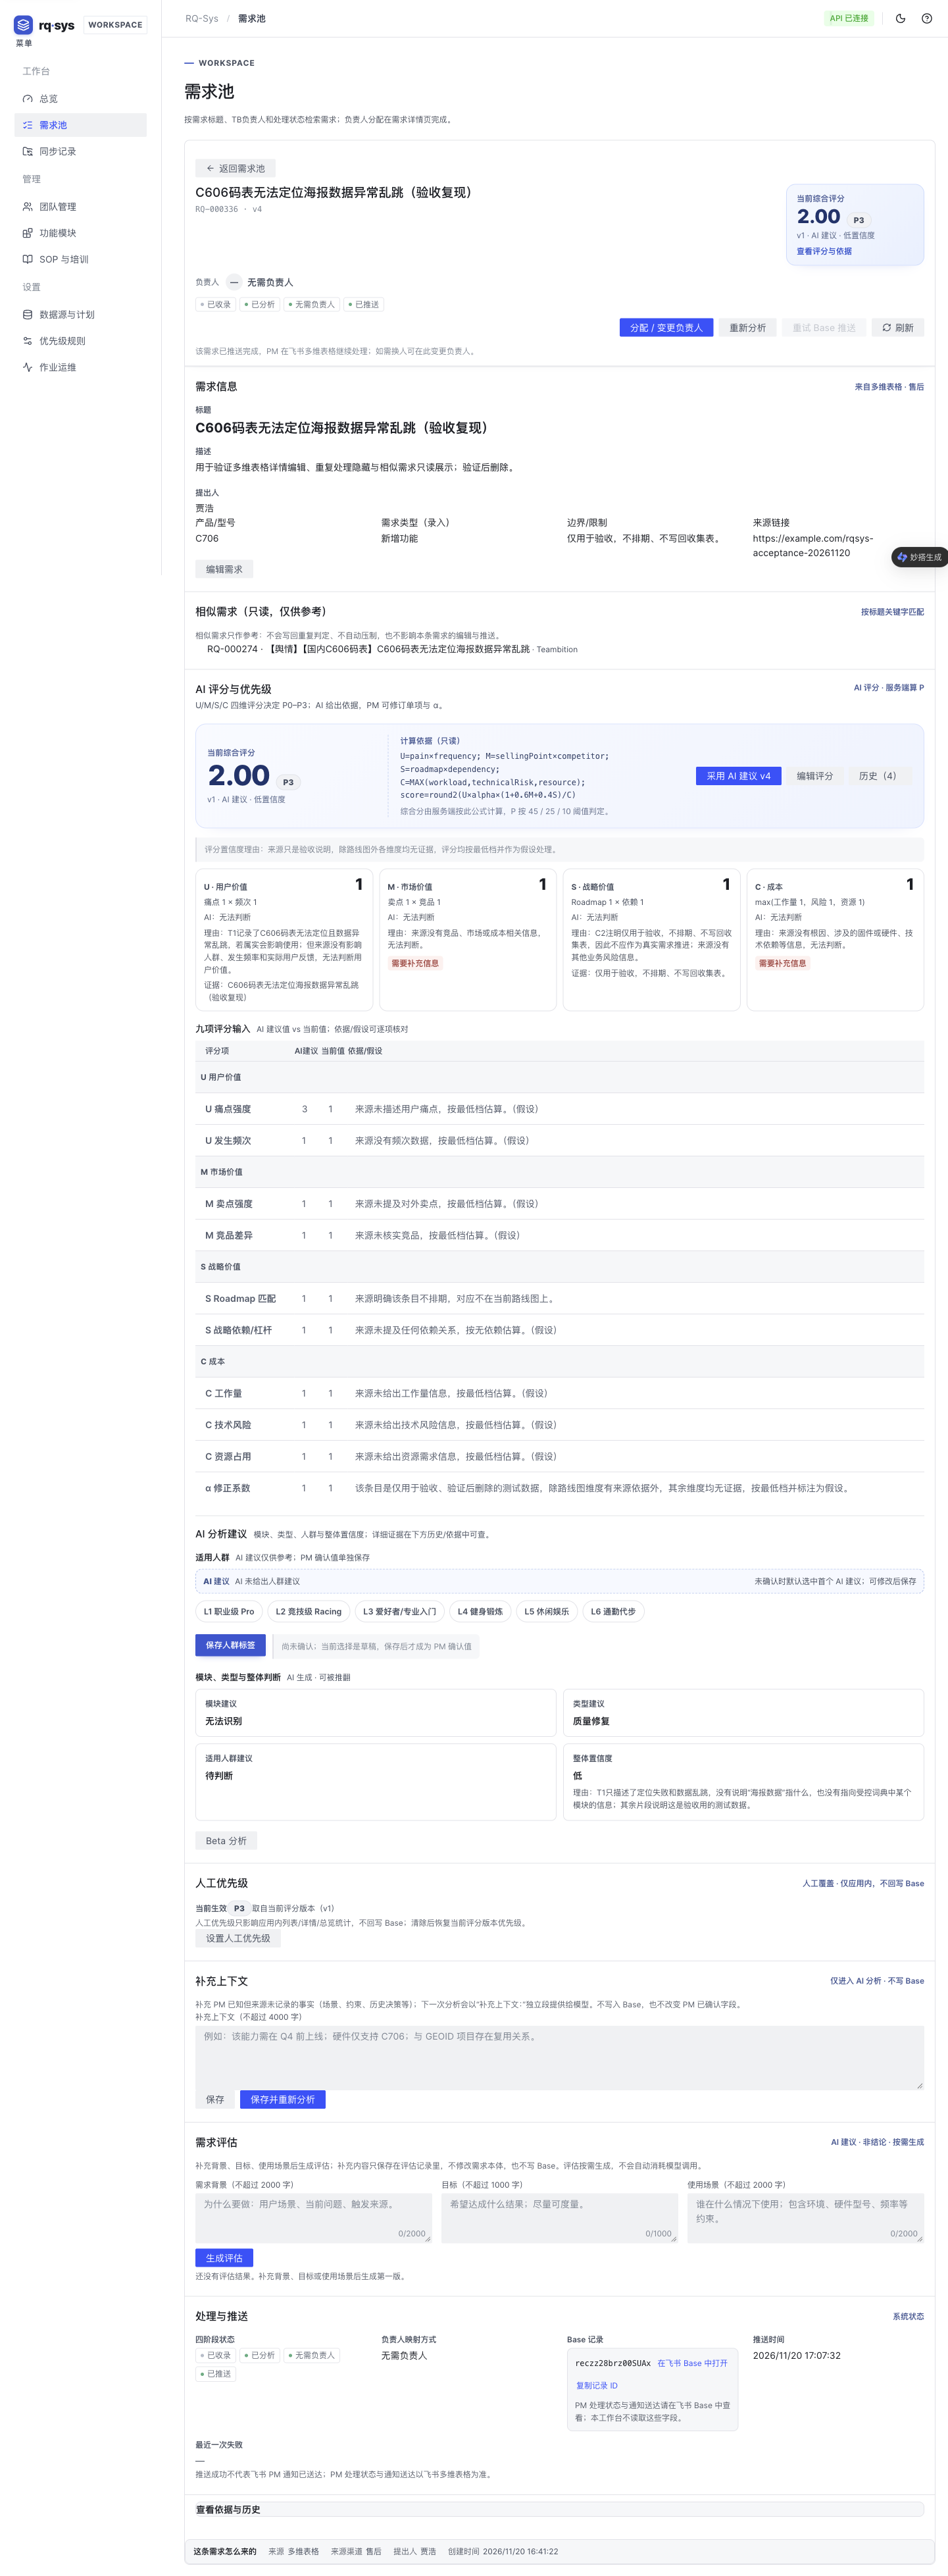 rq·sys
WORKSPACE
菜单
工作台
总览
需求池
同步记录
管理
团队管理
功能模块
SOP 与培训
设置
数据源与计划
优先级规则
作业运维
RQ-Sys / 需求池
API 已连接
— WORKSPACE
需求池
按需求标题、TB负责人和处理状态检索需求；负责人分配在需求详情页完成。
← 返回需求池
C606码表无法定位海报数据异常乱跳（验收复现）
RQ-000336 · v4
当前综合评分
2.00 P3
v1 · AI 建议 · 低置信度
查看评分与依据
负责人 — 无需负责人
已收录 已分析 无需负责人 已推送
分配 / 变更负责人 重新分析 重试 Base 推送 刷新
该需求已推送完成，PM 在飞书多维表格继续处理；如需换人可在此变更负责人。
需求信息
来自多维表格 · 售后
标题
C606码表无法定位海报数据异常乱跳（验收复现）
描述
用于验证多维表格详情编辑、重复处理隐藏与相似需求只读展示；验证后删除。
提出人
贾浩
产品/型号 需求类型（录入） 边界/限制 来源链接
C706 新增功能 仅用于验收，不排期、不写回收集表。 https://example.com/rqsys-
acceptance-20261120
妙搭生成
编辑需求
相似需求（只读，仅供参考）
按标题关键字匹配
相似需求只作参考：不会写回重复判定、不自动压制，也不影响本条需求的编辑与推送。
RQ-000274 · 【舆情】【国内C606码表】C606码表无法定位海报数据异常乱跳 · Teambition
AI 评分与优先级
AI 评分 · 服务端算 P
U/M/S/C 四维评分决定 P0–P3；AI 给出依据，PM 可修订单项与 α。
当前综合评分
2.00 P3
v1 · AI 建议 · 低置信度
计算依据（只读）
U=pain×frequency; M=sellingPoint×competitor;
S=roadmap×dependency;
C=MAX(workload,technicalRisk,resource);
score=round2(U×alpha×(1+0.6M+0.4S)/C)
综合分由服务端按此公式计算，P 按 45 / 25 / 10 阈值判定。
采用 AI 建议 v4 编辑评分 历史（4）
评分置信度理由：来源只是验收说明，除路线图外各维度均无证据，评分均按最低档并作为假设处理。
U · 用户价值 1
痛点 1 × 频次 1
AI：无法判断
理由：T1记录了C606码表无法定位且数据异常乱跳，若属实会影响使用；但来源没有影响人群、发生频率和实际用户反馈，无法判断用户价值。
证据：C606码表无法定位海报数据异常乱跳（验收复现）
M · 市场价值 1
卖点 1 × 竞品 1
AI：无法判断
理由：来源没有竞品、市场或成本相关信息，无法判断。
需要补充信息
S · 战略价值 1
Roadmap 1 × 依赖 1
AI：无法判断
理由：C2注明仅用于验收，不排期、不写回收集表，因此不应作为真实需求推进；来源没有其他业务风险信息。
证据：仅用于验收，不排期、不写回收集表。
C · 成本 1
max(工作量 1，风险 1，资源 1)
AI：无法判断
理由：来源没有根因、涉及的固件或硬件、技术依赖等信息，无法判断。
需要补充信息
九项评分输入 AI 建议值 vs 当前值；依据/假设可逐项核对
评分项 AI建议 当前值 依据/假设
U 用户价值
U 痛点强度 3 1 来源未描述用户痛点，按最低档估算。（假设）
U 发生频次 1 1 来源没有频次数据，按最低档估算。（假设）
M 市场价值
M 卖点强度 1 1 来源未提及对外卖点，按最低档估算。（假设）
M 竞品差异 1 1 来源未核实竞品，按最低档估算。（假设）
S 战略价值
S Roadmap 匹配 1 1 来源明确该条目不排期，对应不在当前路线图上。
S 战略依赖/杠杆 1 1 来源未提及任何依赖关系，按无依赖估算。（假设）
C 成本
C 工作量 1 1 来源未给出工作量信息，按最低档估算。（假设）
C 技术风险 1 1 来源未给出技术风险信息，按最低档估算。（假设）
C 资源占用 1 1 来源未给出资源需求信息，按最低档估算。（假设）
α 修正系数 1 1 该条目是仅用于验收、验证后删除的测试数据，除路线图维度有来源依据外，其余维度均无证据，按最低档并标注为假设。
AI 分析建议 模块、类型、人群与整体置信度；详细证据在下方历史/依据中可查。
适用人群 AI 建议仅供参考；PM 确认值单独保存
AI 建议 AI 未给出人群建议 未确认时默认选中首个 AI 建议；可修改后保存
L1 职业级 Pro L2 竞技级 Racing L3 爱好者/专业入门 L4 健身锻炼 L5 休闲娱乐 L6 通勤代步
保存人群标签 尚未确认；当前选择是草稿，保存后才成为 PM 确认值
模块、类型与整体判断 AI 生成 · 可被推翻
模块建议
无法识别
类型建议
质量修复
适用人群建议
待判断
整体置信度
低
理由：T1只描述了定位失败和数据乱跳，没有说明“海报数据”指什么，也没有指向受控词典中某个模块的信息；其余片段说明这是验收用的测试数据。
Beta 分析
人工优先级
人工覆盖 · 仅应用内，不回写 Base
当前生效 P3 取自当前评分版本（v1）
人工优先级只影响应用内列表/详情/总览统计，不回写 Base；清除后恢复当前评分版本优先级。
设置人工优先级
补充上下文
仅进入 AI 分析 · 不写 Base
补充 PM 已知但来源未记录的事实（场景、约束、历史决策等）；下一次分析会以“补充上下文：”独立段提供给模型。不写入 Base，也不改变 PM 已确认字段。
补充上下文（不超过 4000 字）
例如：该能力需在 Q4 前上线；硬件仅支持 C706；与 GEOID 项目存在复用关系。
保存 保存并重新分析
需求评估
AI 建议 · 非结论 · 按需生成
补充背景、目标、使用场景后生成评估；补充内容只保存在评估记录里，不修改需求本体，也不写 Base。评估按需生成，不会自动消耗模型调用。
需求背景（不超过 2000 字） 目标（不超过 1000 字） 使用场景（不超过 2000 字）
为什么要做：用户场景、当前问题、触发来源。 希望达成什么结果；尽可度量。 谁在什么情况下使用；包含环境、硬件型号、频率等约束。
0/2000 0/1000 0/2000
生成评估
还没有评估结果。补充背景、目标或使用场景后生成第一版。
处理与推送
系统状态
四阶段状态 负责人映射方式 Base 记录 推送时间
已收录 已分析 无需负责人
已推送
无需负责人
reczz28brz00SUAx 在飞书 Base 中打开
复制记录 ID
PM 处理状态与通知送达请在飞书 Base 中查看；本工作台不读取这些字段。
2026/11/20 17:07:32
最近一次失败
—
推送成功不代表飞书 PM 通知已送达；PM 处理状态与通知送达以飞书多维表格为准。
查看依据与历史
这条需求怎么来的 来源 多维表格 来源渠道 售后 提出人 贾浩 创建时间 2026/11/20 16:41:22